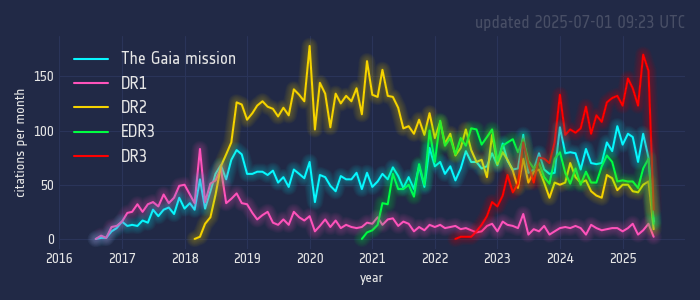 updated 2025-07-01 09:23 UTC
The Gaia mission
DR1
DR2
EDR3
DR3
citations per month
150
100
50
0
2016 2017 2018 2019 2020 2021 2022 2023 2024 2025
year